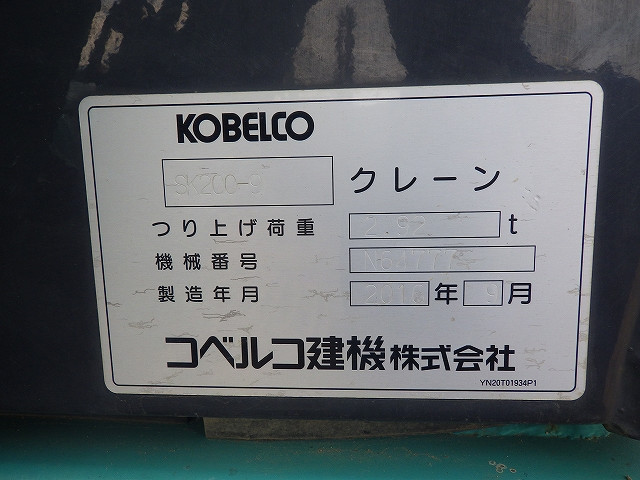 KOBELCO
SK200-9 クレーン
つり上げ荷重 2.92 t
機械番号
製造年月 年 9 月
コベルコ建機株式会社
YN20T01934P1